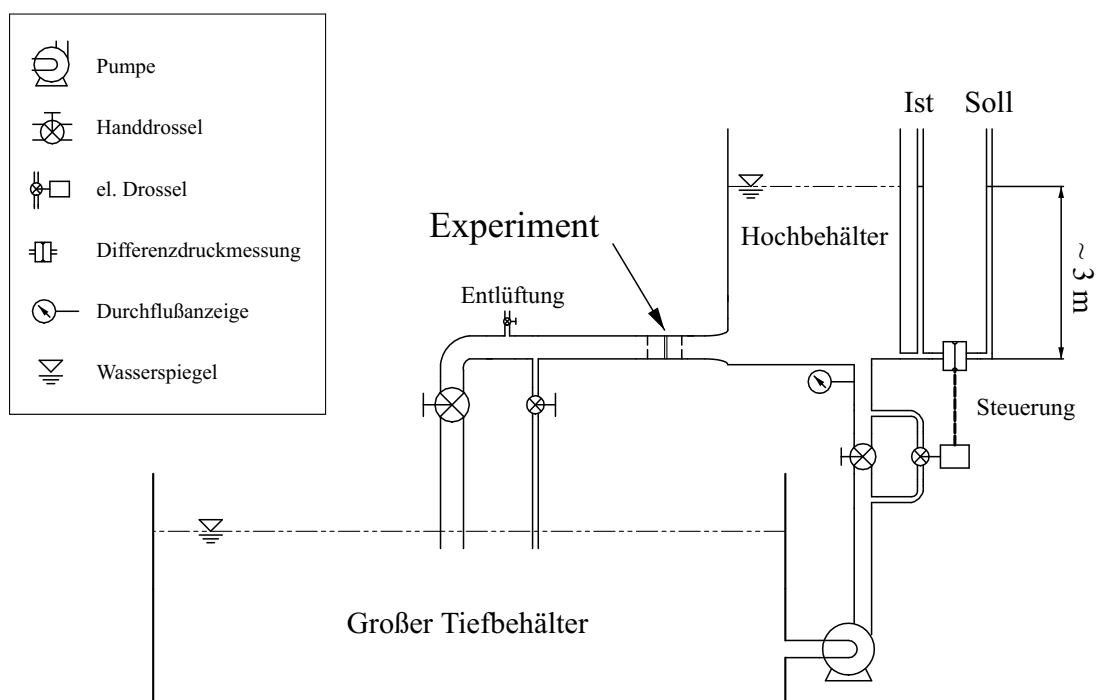 Pumpe
Handdrossel
el. Drossel
Differenzdruckmessung
Durchflußanzeige
Wasserspiegel
Ist Soll
Experiment
Hochbehälter
~ 3 m
Entlüftung
Steuerung
Großer Tiefbehälter